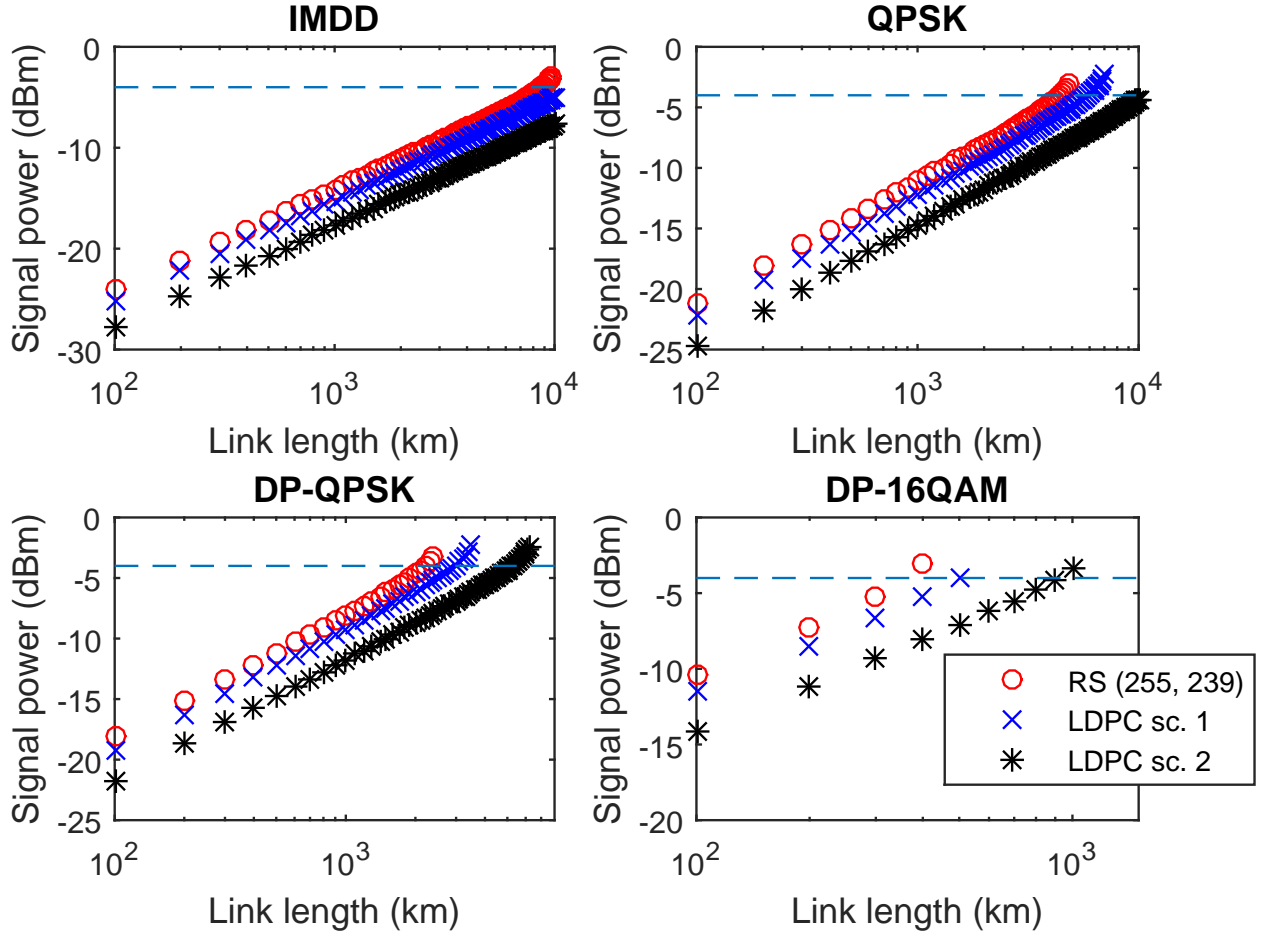 IMDD
Signal power (dBm)
0
-10
-20
-30
10^2
10^3
10^4
Link length (km)
QPSK
Signal power (dBm)
0
-5
-10
-15
-20
-25
10^2
10^3
10^4
Link length (km)
DP-QPSK
Signal power (dBm)
0
-5
-10
-15
-20
-25
10^2
10^3
Link length (km)
DP-16QAM
Signal power (dBm)
0
-5
-10
-15
-20
10^2
10^3
Link length (km)
RS (255, 239)
LDPC sc. 1
LDPC sc. 2